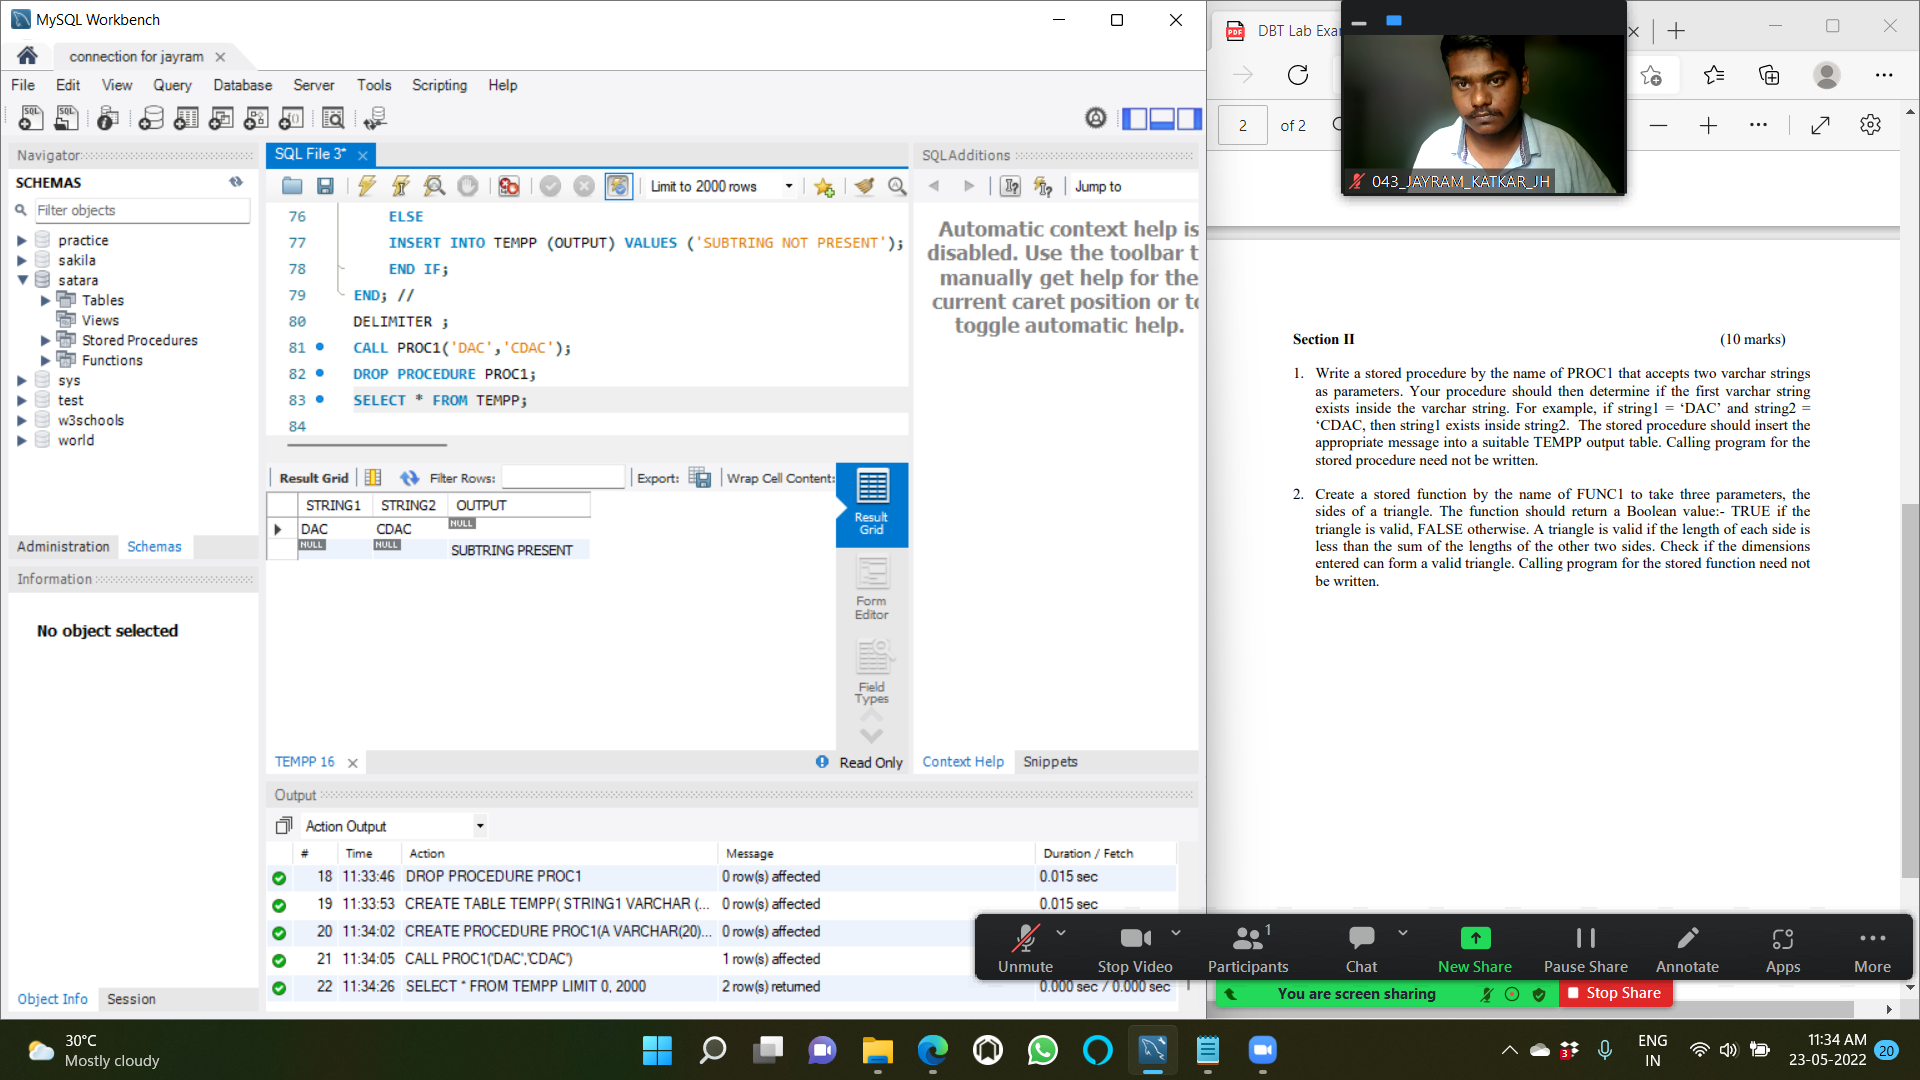 MySQL Workbench
connection for jayram
File Edit View Query Database Server Tools Scripting Help
Navigator
SCHEMAS
Filter objects
practice
sakila
satara
Tables
Views
Stored Procedures
Functions
sys
test
w3schools
world
Administration Schemas
Information
No object selected
Object Info Session
SQL File 3*
Limit to 2000 rows
76 ELSE
77 INSERT INTO TEMPP (OUTPUT) VALUES ('SUBTRING NOT PRESENT');
78 END IF;
79 END; //
80 DELIMITER ;
81 CALL PROC1('DAC','CDAC');
82 DROP PROCEDURE PROC1;
83 SELECT * FROM TEMPP;
84
Result Grid Filter Rows: Export: Wrap Cell Content:
STRING1 STRING2 OUTPUT
DAC CDAC NULL
NULL NULL SUBTRING PRESENT
Result
Grid
Form
Editor
Field
Types
TEMPP 16 Read Only
SQLAdditions
Jump to
Automatic context help is
disabled. Use the toolbar t
manually get help for the
current caret position or to
toggle automatic help.
Context Help Snippets
Output
Action Output
# Time Action Message Duration / Fetch
18 11:33:46 DROP PROCEDURE PROC1 0 row(s) affected 0.015 sec
19 11:33:53 CREATE TABLE TEMPP( STRING1 VARCHAR (... 0 row(s) affected 0.015 sec
20 11:34:02 CREATE PROCEDURE PROC1(A VARCHAR(20)... 0 row(s) affected
21 11:34:05 CALL PROC1('DAC','CDAC') 1 row(s) affected
22 11:34:26 SELECT * FROM TEMPP LIMIT 0, 2000 2 row(s) returned 0.000 sec / 0.000 sec
PDF DBT Lab Exa
2 of 2
043_JAYRAM_KATKAR_JH
Section II (10 marks)
1. Write a stored procedure by the name of PROC1 that accepts two varchar strings
as parameters. Your procedure should then determine if the first varchar string
exists inside the varchar string. For example, if string1 = ‘DAC’ and string2 =
‘CDAC, then string1 exists inside string2. The stored procedure should insert the
appropriate message into a suitable TEMPP output table. Calling program for the
stored procedure need not be written.
2. Create a stored function by the name of FUNC1 to take three parameters, the
sides of a triangle. The function should return a Boolean value:- TRUE if the
triangle is valid, FALSE otherwise. A triangle is valid if the length of each side is
less than the sum of the lengths of the other two sides. Check if the dimensions
entered can form a valid triangle. Calling program for the stored function need not
be written.
Unmute Stop Video Participants 1 Chat New Share Pause Share Annotate Apps More
You are screen sharing Stop Share
30°C
Mostly cloudy
3
ENG
IN
11:34 AM
23-05-2022
20